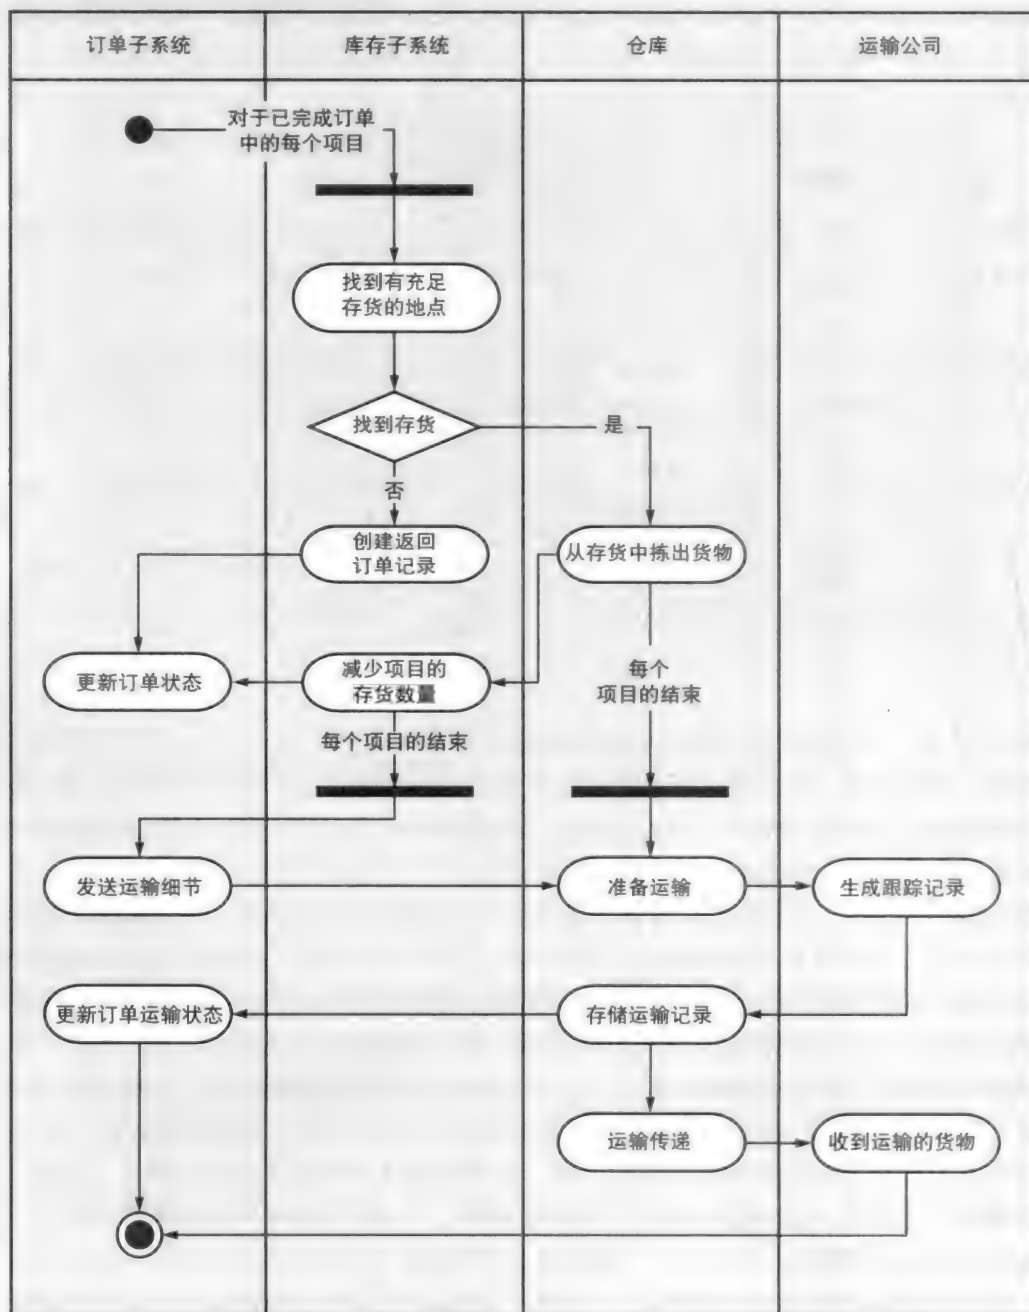 订单子系统
库存子系统
仓库
运输公司
对于已完成订单
中的每个项目
找到有充足
存货的地点
找到存货
是
否
创建返回
订单记录
从存货中拣出货物
更新订单状态
减少项目的
存货数量
每个
项目的结束
每个项目的结束
发送运输细节
准备运输
生成跟踪记录
更新订单运输状态
存储运输记录
运输传递
收到运输的货物